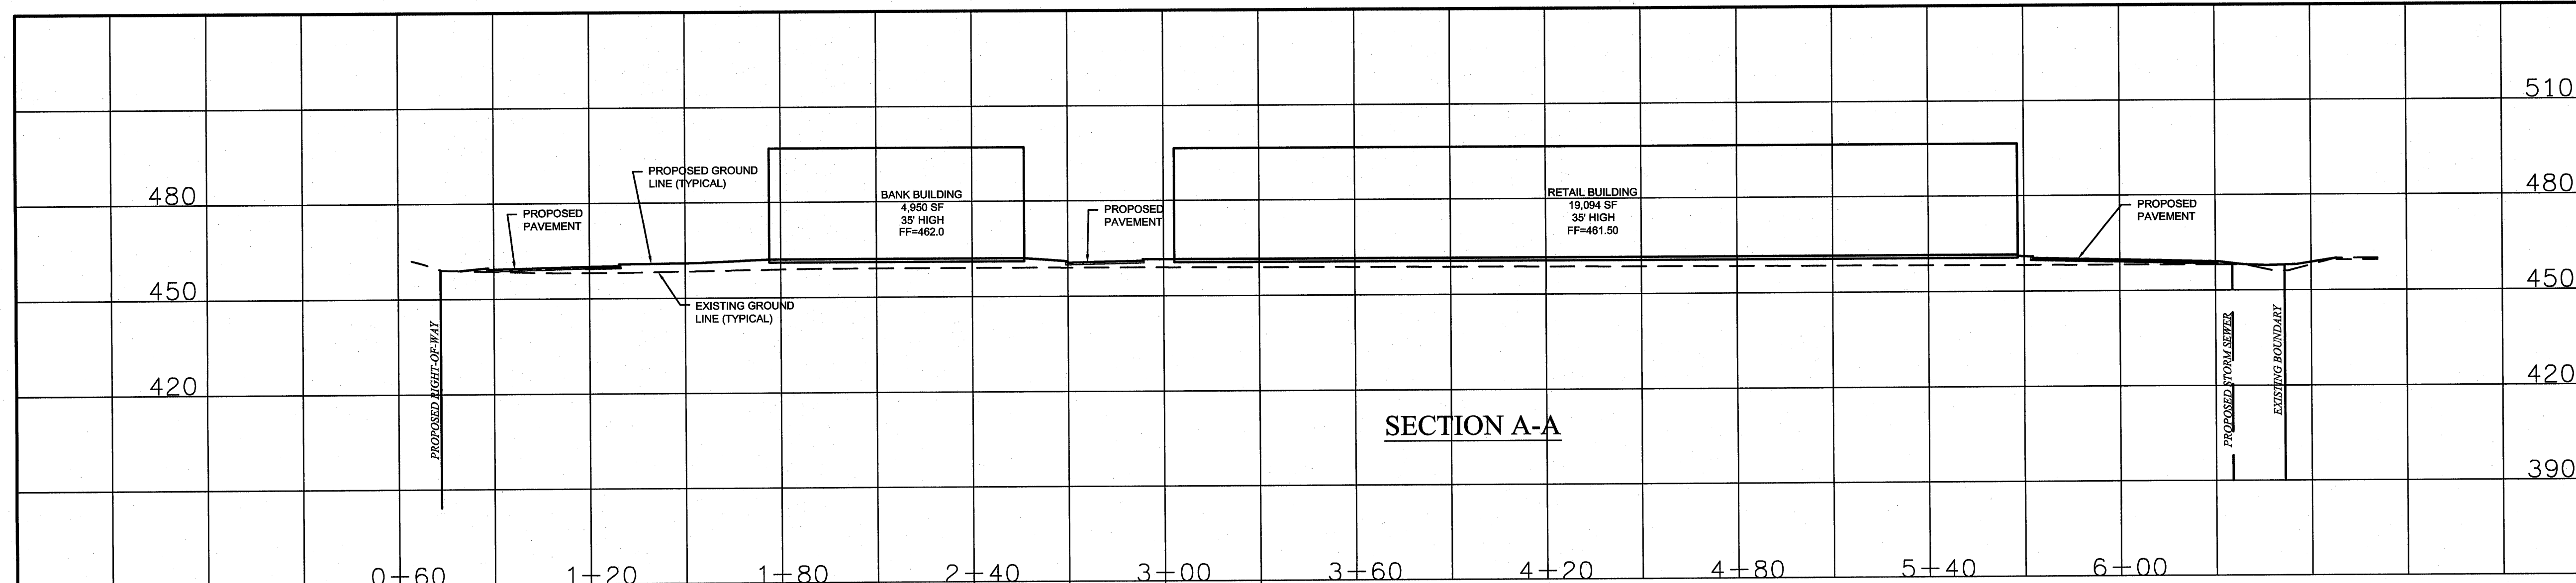 510
480
480
450
450
420
420
390
PROPOSED GROUND
LINE (TYPICAL)
PROPOSED
PAVEMENT
BANK BUILDING
4,950 SF
35' HIGH
FF=462.0
PROPOSED
PAVEMENT
RETAIL BUILDING
19,094 SF
35' HIGH
FF=461.50
PROPOSED
PAVEMENT
EXISTING GROUND
LINE (TYPICAL)
PROPOSED RIGHT-OF-WAY
PROPOSED STORM SEWER
EXISTING BOUNDARY
SECTION A-A
0+60
1+20
1+80
2+40
3+00
3+60
4+20
4+80
5+40
6+00